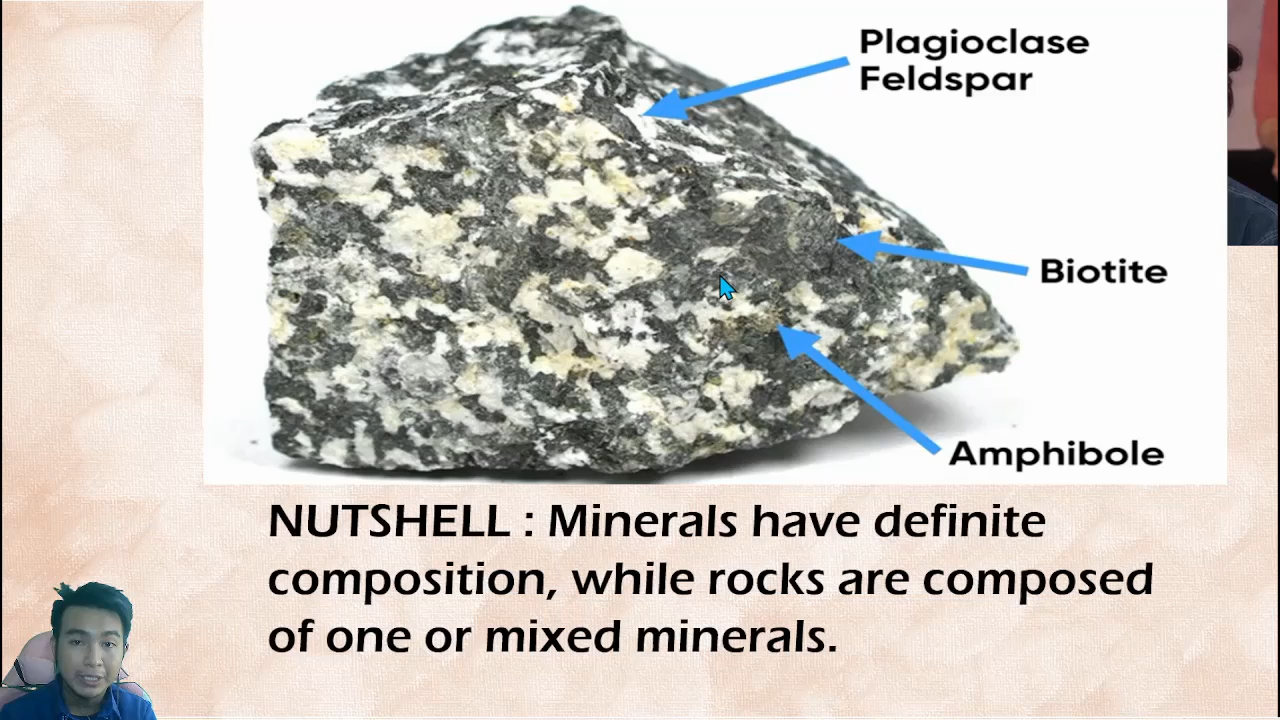 Plagioclase
Feldspar
Biotite
Amphibole
NUTSHELL : Minerals have definite
composition, while rocks are composed
of one or mixed minerals.